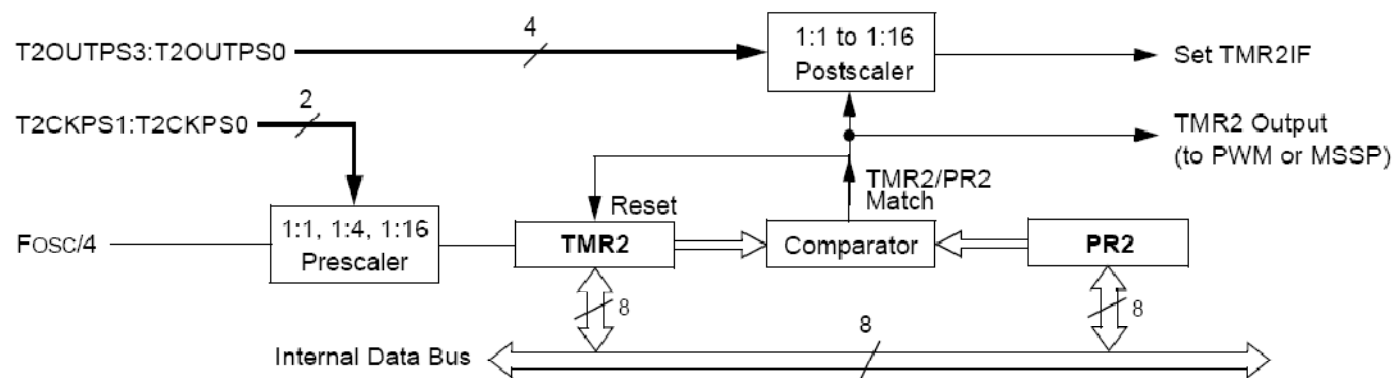 T2OUTPS3:T2OUTPS0
4
1:1 to 1:16
Postscaler
Set TMR2IF
T2CKPS1:T2CKPS0
2
TMR2 Output
(to PWM or MSSP)
TMR2/PR2
Match
Reset
FOSC/4
1:1, 1:4, 1:16
Prescaler
TMR2
Comparator
PR2
8
8
8
Internal Data Bus